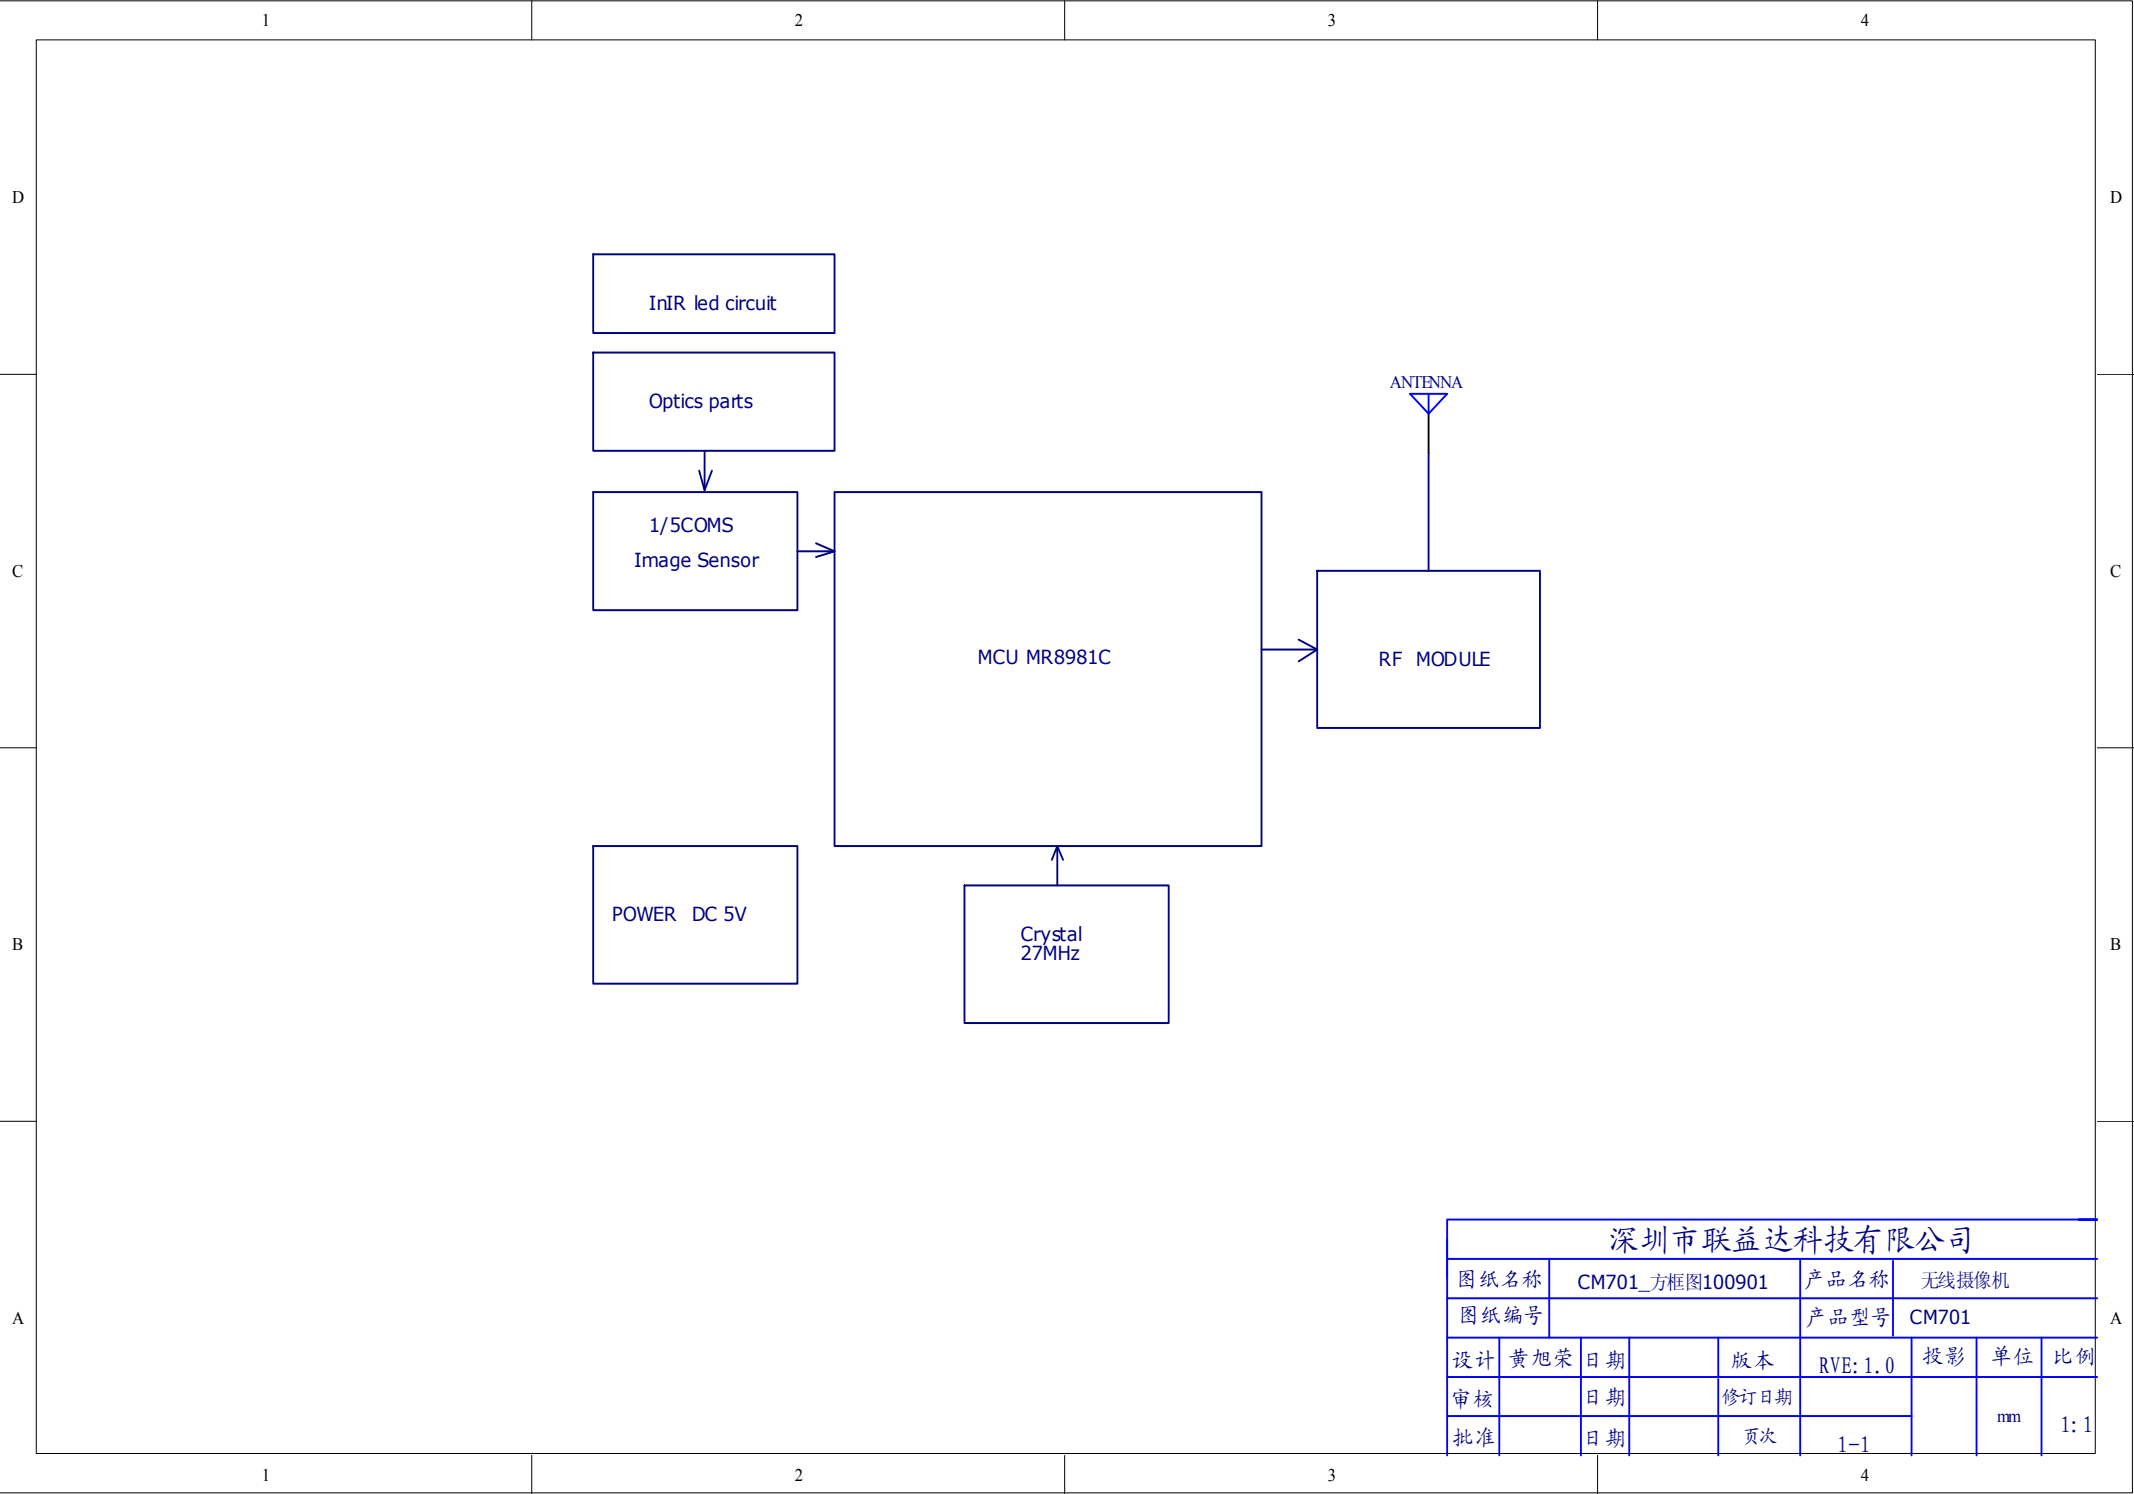 1 2 3 4
D D
InIR led circuit
Optics parts
ANTENNA
1/5COMS
Image Sensor
C C
MCU MR8981C
RF MODULE
POWER DC 5V
Crystal
27MHz
B B
深圳市联益达科技有限公司
图纸名称 CM701_方框图100901 产品名称 无线摄像机
图纸编号 产品型号 CM701
A A
设计 黄旭荣 日期 版本 RVE:1.0 投影 单位 比例
审核 日期 修订日期
mm 1:1
批准 日期 页次 1-1
1 2 3 4